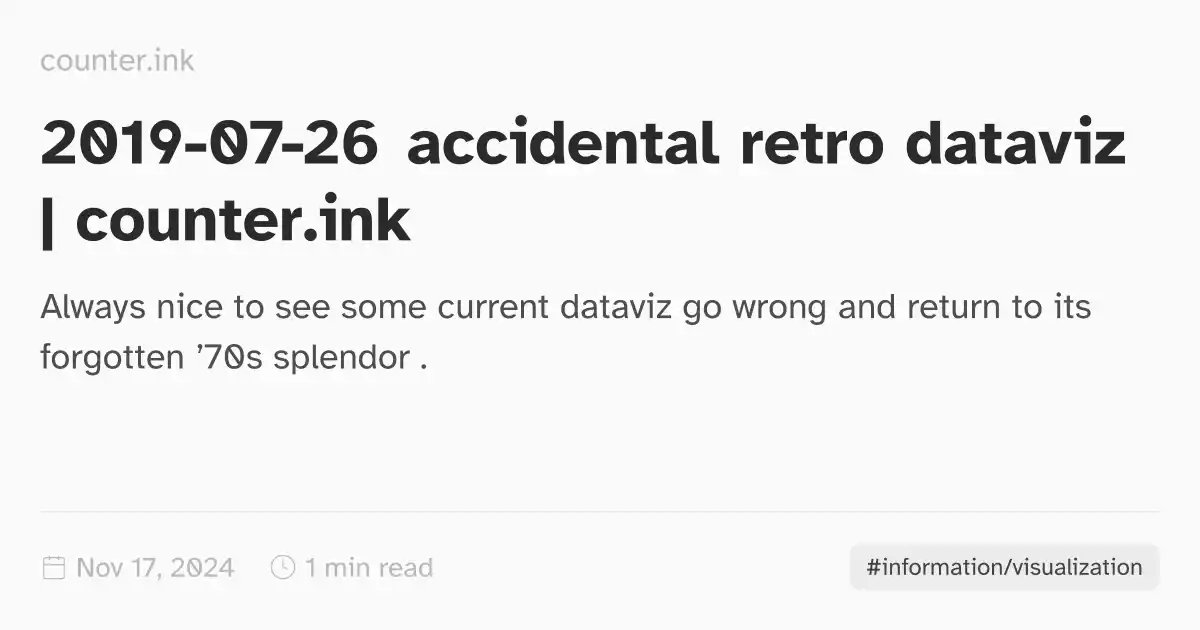 counter.ink
2019-07-26 accidental retro dataviz
| counter.ink
Always nice to see some current dataviz go wrong and return to its
forgotten ’70s splendor .
Nov 17, 2024
1 min read
#information/visualization